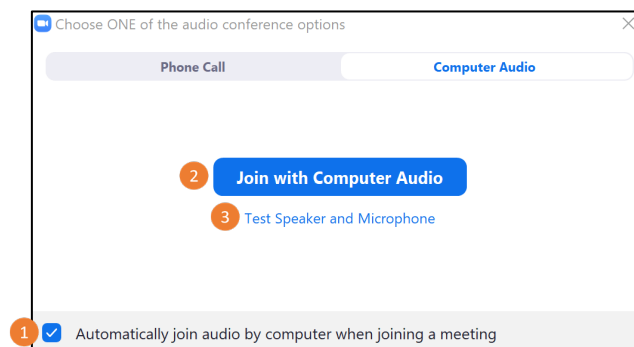 Choose ONE of the audio conference options
Phone Call
Computer Audio
2 Join with Computer Audio
3 Test Speaker and Microphone
1 Automatically join audio by computer when joining a meeting